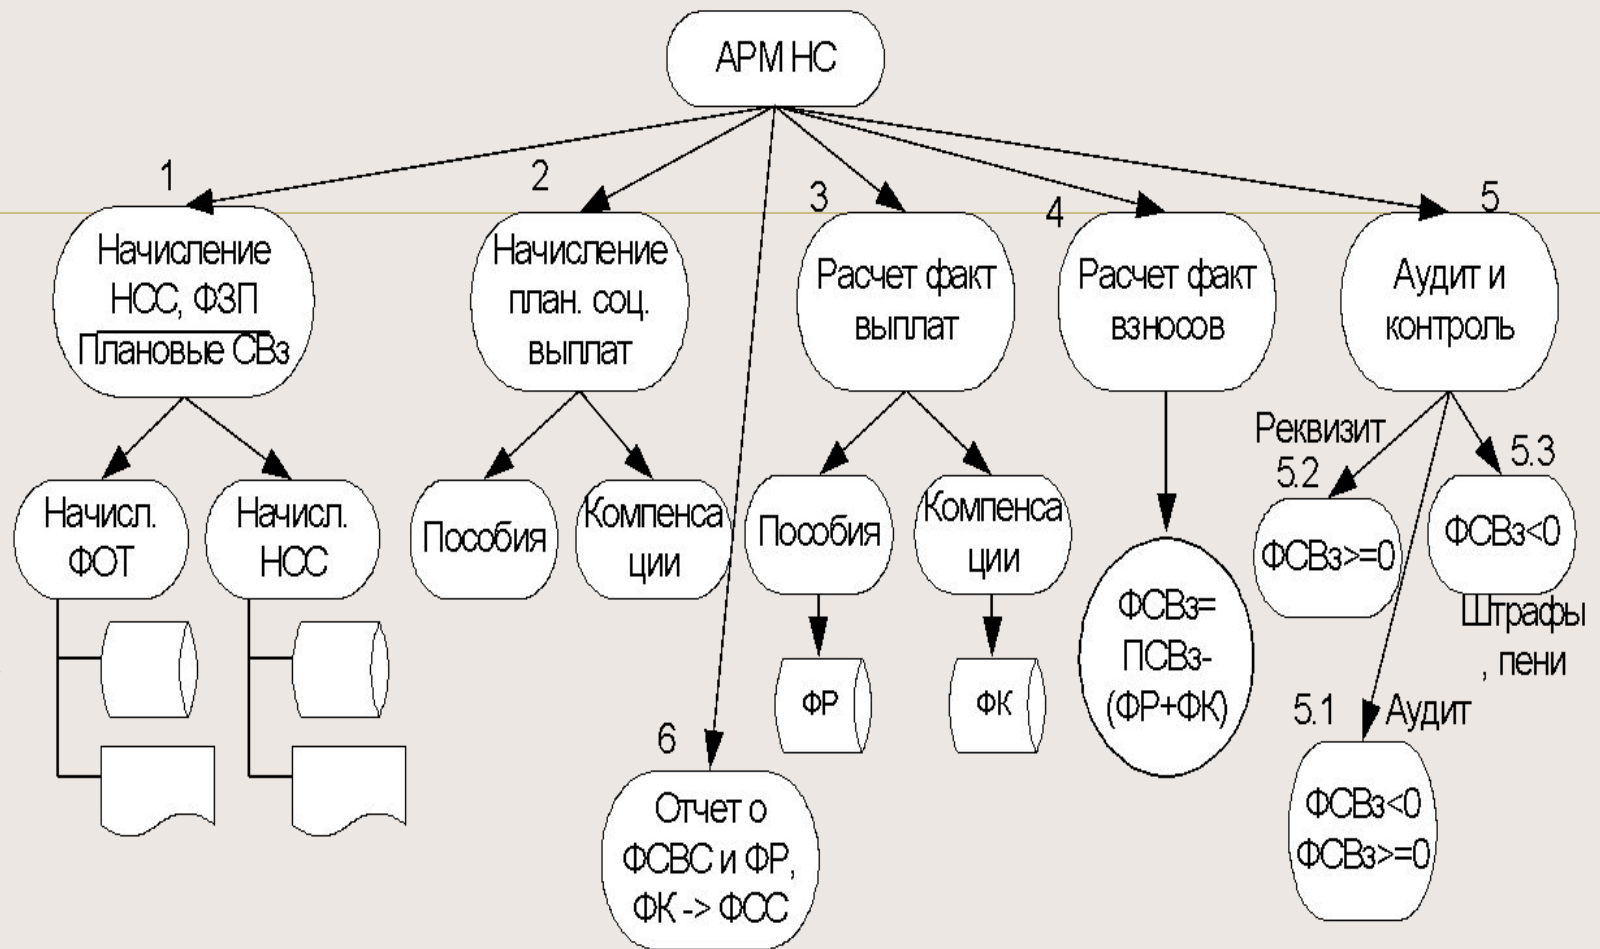 АРМ НС
1
Начисление
НСС, ФЗП
Плановые СВз
2
Начисление
план. соц.
выплат
3
Расчет факт
выплат
4
Расчет факт
взносов
5
Аудит и
контроль
Начисл.
ФОТ
Начисл.
НСС
Пособия
Компенса
ции
Пособия
Компенса
ции
ФР
ФК
ФСВз=
ПСВз-
(ФР+ФК)
Реквизит
5.2
ФСВз>=0
5.3
ФСВз<0
Штрафы
, пени
5.1
Аудит
ФСВз<0
ФСВз>=0
6
Отчет о
ФСВС и ФР,
ФК -> ФСС